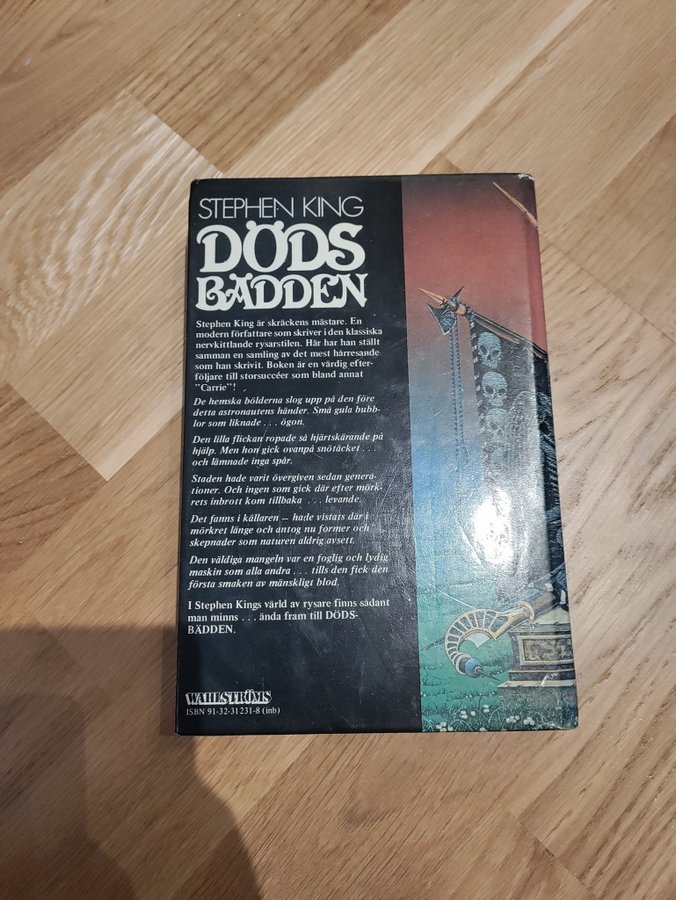 STEPHEN KING
DÖDS
BÄDDEN
Stephen King är skräckens mästare. En
modern författare som skriver i den klassiska
nervkittlande rysarstilen. Här har han ställt
samman en samling av det mest hårresande
som han skrivit. Boken är en värdig efter-
följare till storsuccéer som bland annat
"Carrie"!
De hemska bölderna slog upp på den före
detta astronautens händer. Små gula bubb-
lor som liknade . . . ögon.
Den lilla flickan ropade så hjärtskärande på
hjälp. Men hon gick ovanpå snötäcket . . .
och lämnade inga spår.
Staden hade varit övergiven sedan genera-
tioner. Och ingen som gick där efter mörk-
rets inbrott kom tillbaka . . . levande.
Det fanns i källaren — hade vistats där i
mörkret länge och antog nu former och
skepnader som naturen aldrig avsett.
Den väldiga mangeln var en foglig och lydig
maskin som alla andra . . . tills den fick den
första smaken av mänskligt blod.
I Stephen Kings värld av rysare finns sådant
man minns . . . ända fram till DÖDS-
BÄDDEN.
WAHLSTRÖMS
ISBN 91-32-31231-8 (inb)